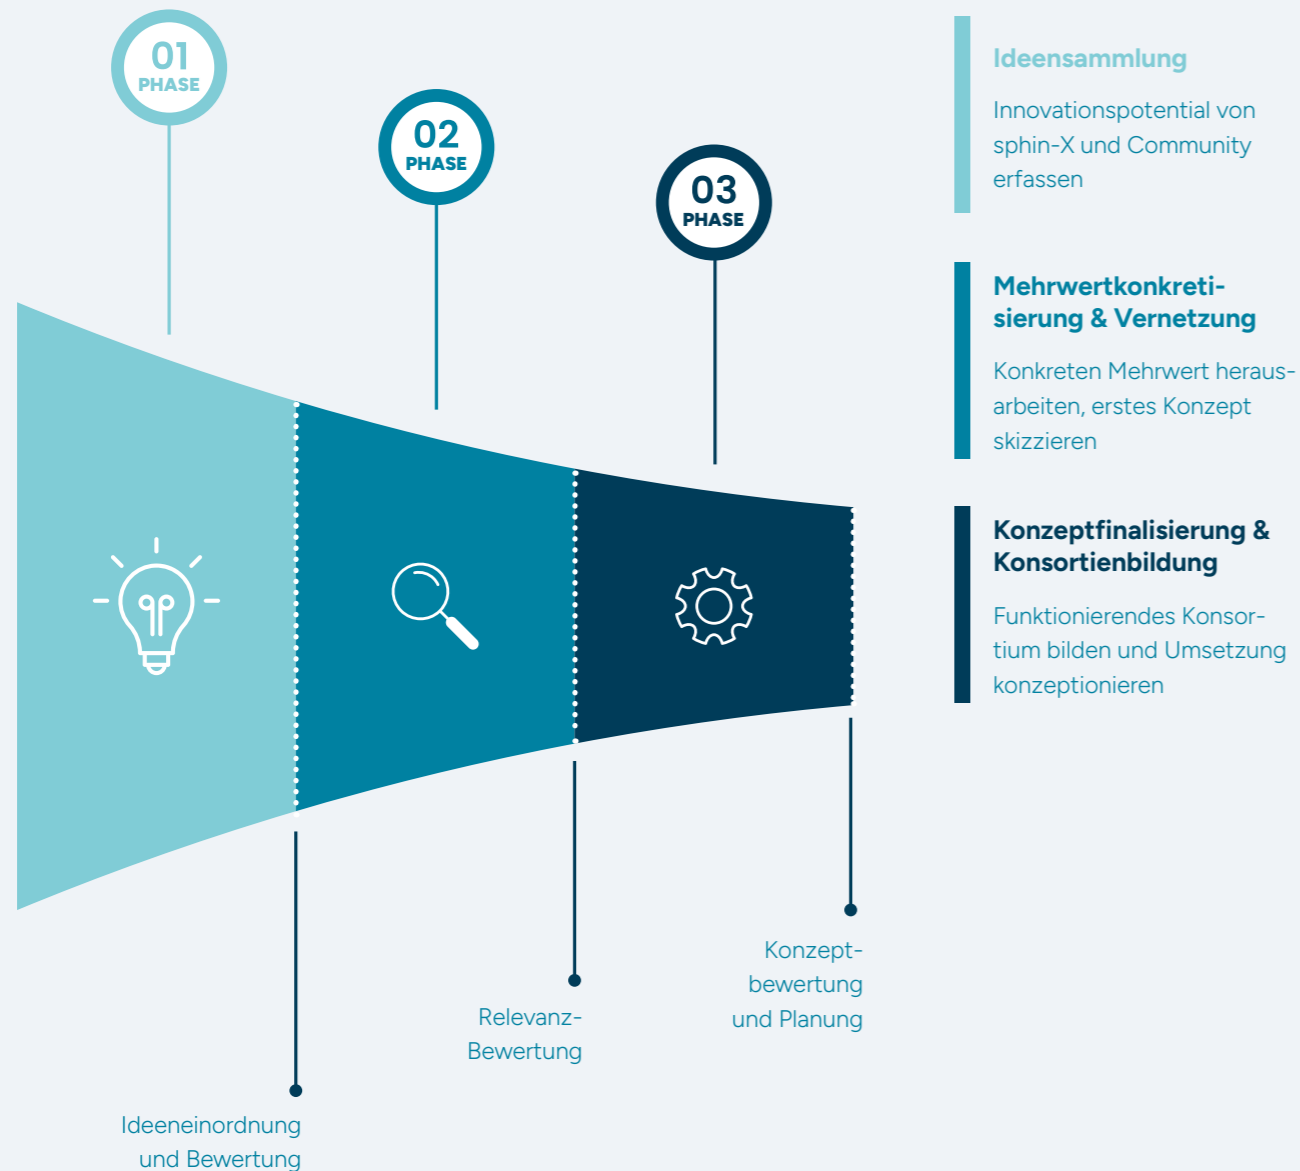 01
PHASE
02
PHASE
03
PHASE
Ideensammlung
Innovationspotential von
sphin-X und Community
erfassen
Mehrwertkonkreti-
sierung & Vernetzung
Konkreten Mehrwert heraus-
arbeiten, erstes Konzept
skizzieren
Konzeptfinalisierung &
Konsortienbildung
Funktionierendes Konsor-
tium bilden und Umsetzung
konzeptionieren
Konzept-
bewertung
und Planung
Relevanz-
Bewertung
Ideeneinordnung
und Bewertung